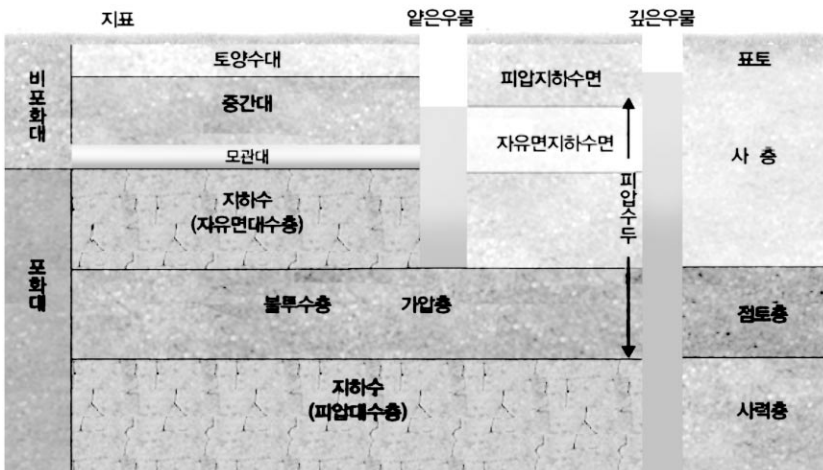 지표
얕은우물
깊은우물
토양수대
피압지하수면
표토
비포화대
중간대
자유면지하수면
모관대
사 층
피압수두
지하수
(자유면대수층)
포화대
불투수층
가압층
점토층
지하수
(피압대수층)
사력층